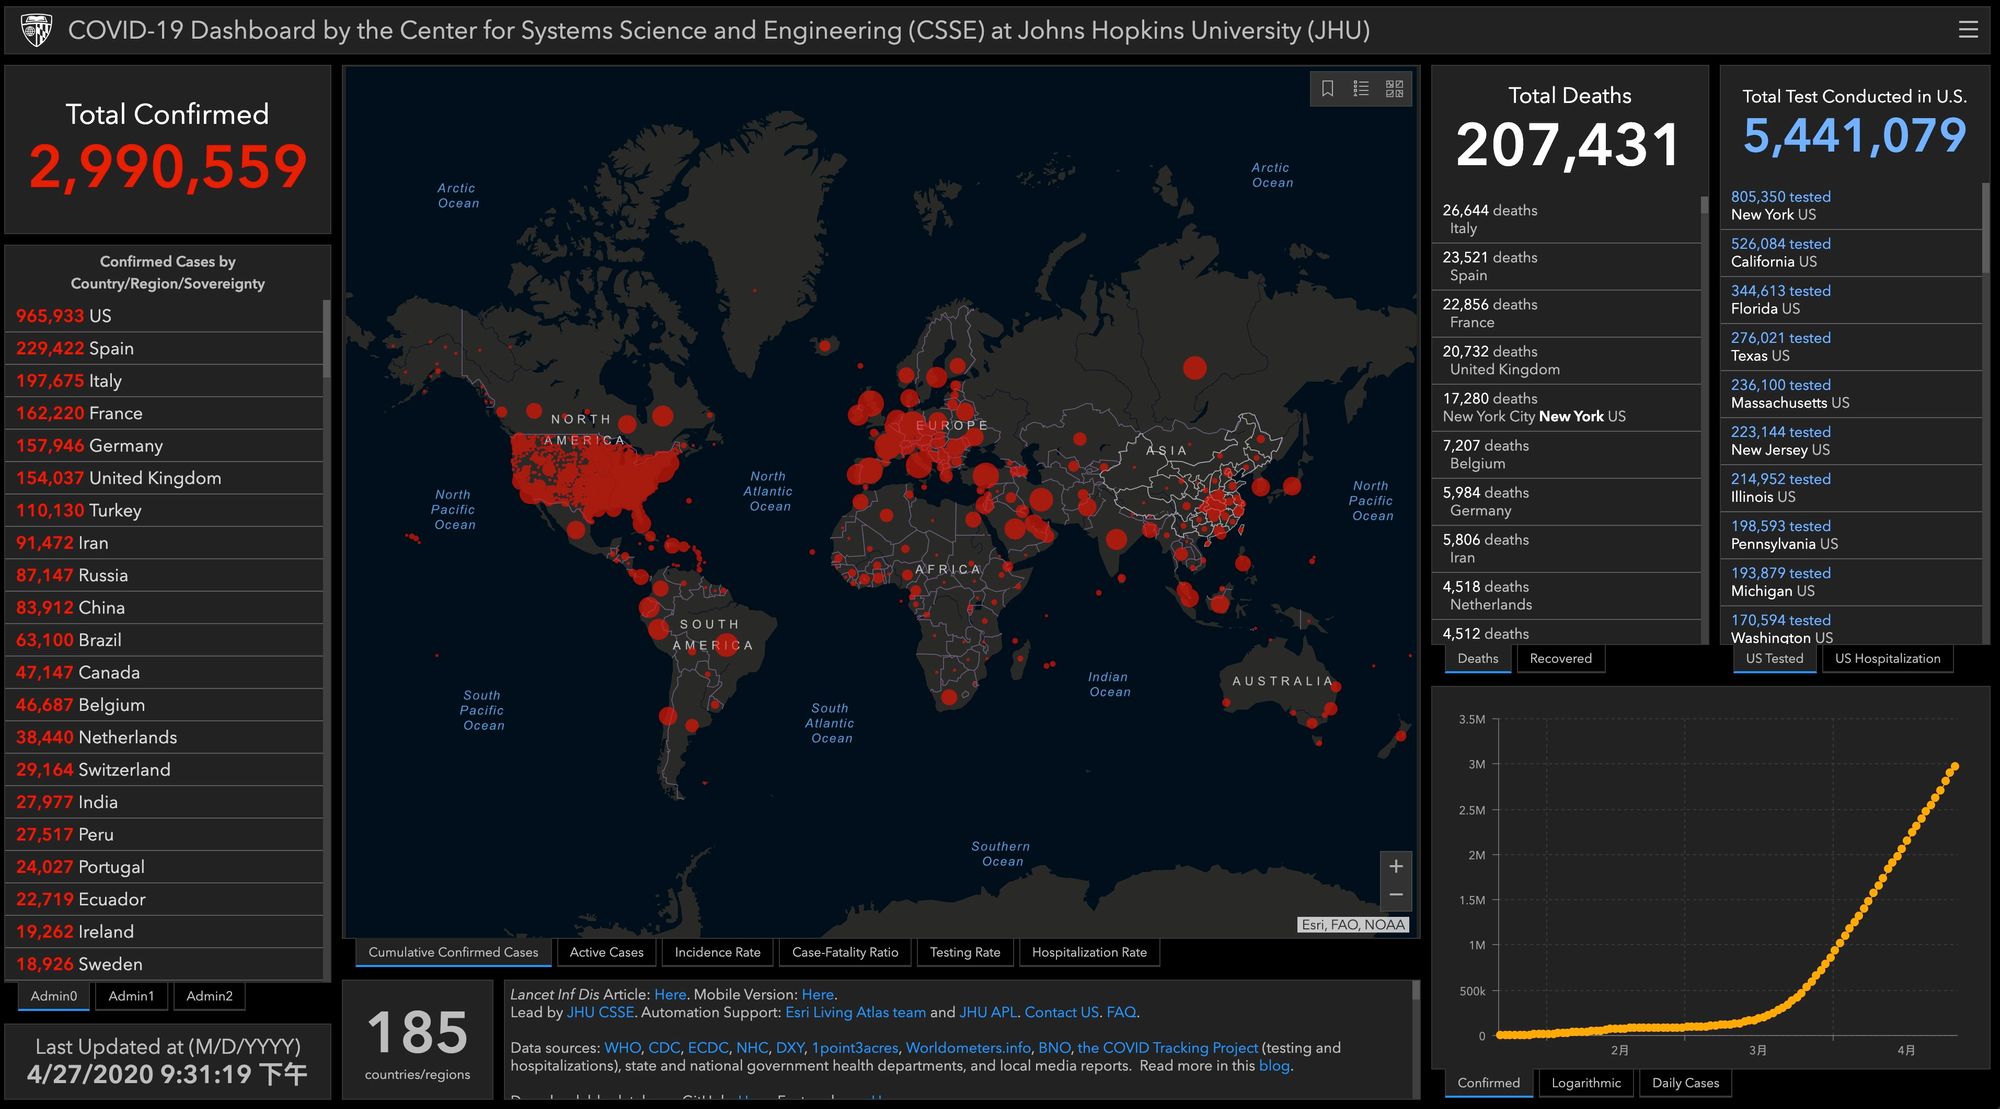 COVID-19 Dashboard by the Center for Systems Science and Engineering (CSSE) at Johns Hopkins University (JHU)
Total Confirmed
2,990,559
Confirmed Cases by
Country/Region/Sovereignty
965,933 US
229,422 Spain
197,675 Italy
162,220 France
157,946 Germany
154,037 United Kingdom
110,130 Turkey
91,472 Iran
87,147 Russia
83,912 China
63,100 Brazil
47,147 Canada
46,687 Belgium
38,440 Netherlands
29,164 Switzerland
27,977 India
27,517 Peru
24,027 Portugal
22,719 Ecuador
19,262 Ireland
18,926 Sweden
Admin0
Admin1
Admin2
Last Updated at (M/D/YYYY)
4/27/2020 9:31:19 下午
Arctic
Ocean
Arctic
Ocean
NORTH
AMERICA
EUROPE
ASIA
North
Pacific
Ocean
North
Atlantic
Ocean
North
Pacific
Ocean
AFRICA
SOUTH
AMERICA
South
Pacific
Ocean
South
Atlantic
Ocean
Indian
Ocean
AUSTRALIA
Southern
Ocean
+
−
Esri, FAO, NOAA
Cumulative Confirmed Cases
Active Cases
Incidence Rate
Case-Fatality Ratio
Testing Rate
Hospitalization Rate
185
countries/regions
Lancet Inf Dis Article: Here. Mobile Version: Here.
Lead by JHU CSSE. Automation Support: Esri Living Atlas team and JHU APL. Contact US. FAQ.
Data sources: WHO, CDC, ECDC, NHC, DXY, 1point3acres, Worldometers.info, BNO, the COVID Tracking Project (testing and
hospitalizations), state and national government health departments, and local media reports. Read more in this blog.
Total Deaths
207,431
26,644 deaths
Italy
23,521 deaths
Spain
22,856 deaths
France
20,732 deaths
United Kingdom
17,280 deaths
New York City New York US
7,207 deaths
Belgium
5,984 deaths
Germany
5,806 deaths
Iran
4,518 deaths
Netherlands
4,512 deaths
Deaths
Recovered
Total Test Conducted in U.S.
5,441,079
805,350 tested
New York US
526,084 tested
California US
344,613 tested
Florida US
276,021 tested
Texas US
236,100 tested
Massachusetts US
223,144 tested
New Jersey US
214,952 tested
Illinois US
198,593 tested
Pennsylvania US
193,879 tested
Michigan US
170,594 tested
Washington US
US Tested
US Hospitalization
3.5M
3M
2.5M
2M
1.5M
1M
500k
0
2月
3月
4月
Confirmed
Logarithmic
Daily Cases